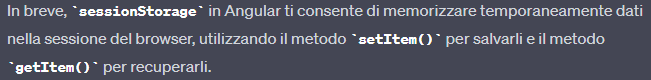 In breve, `sessionStorage` in Angular ti consente di memorizzare temporaneamente dati
nella sessione del browser, utilizzando il metodo `setItem()` per salvarli e il metodo
`getItem()` per recuperarli.